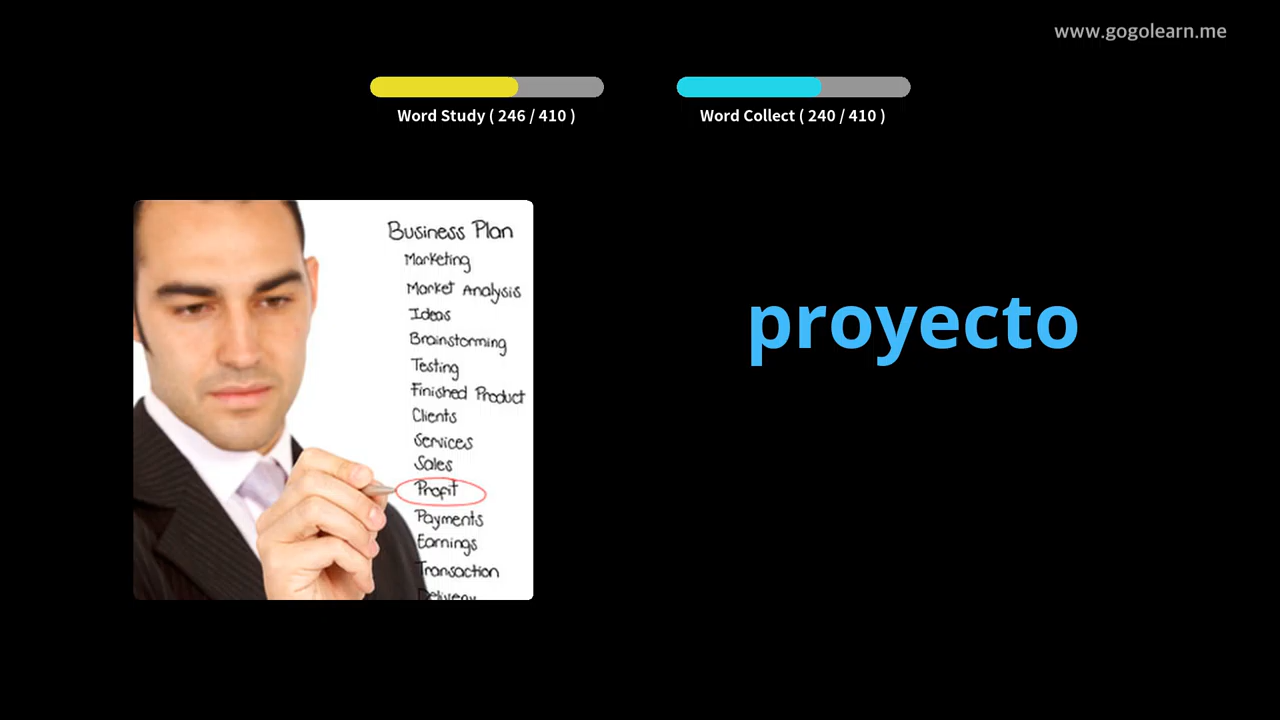 www.gogolearn.me
Word Study ( 246 / 410 )
Word Collect ( 240 / 410 )
Business Plan
Marketing
Market Analysis
Ideas
Brainstorming
Testing
Finished Product
Clients
Services
Sales
Profit
Payments
Earnings
Transaction
Delivery
proyecto